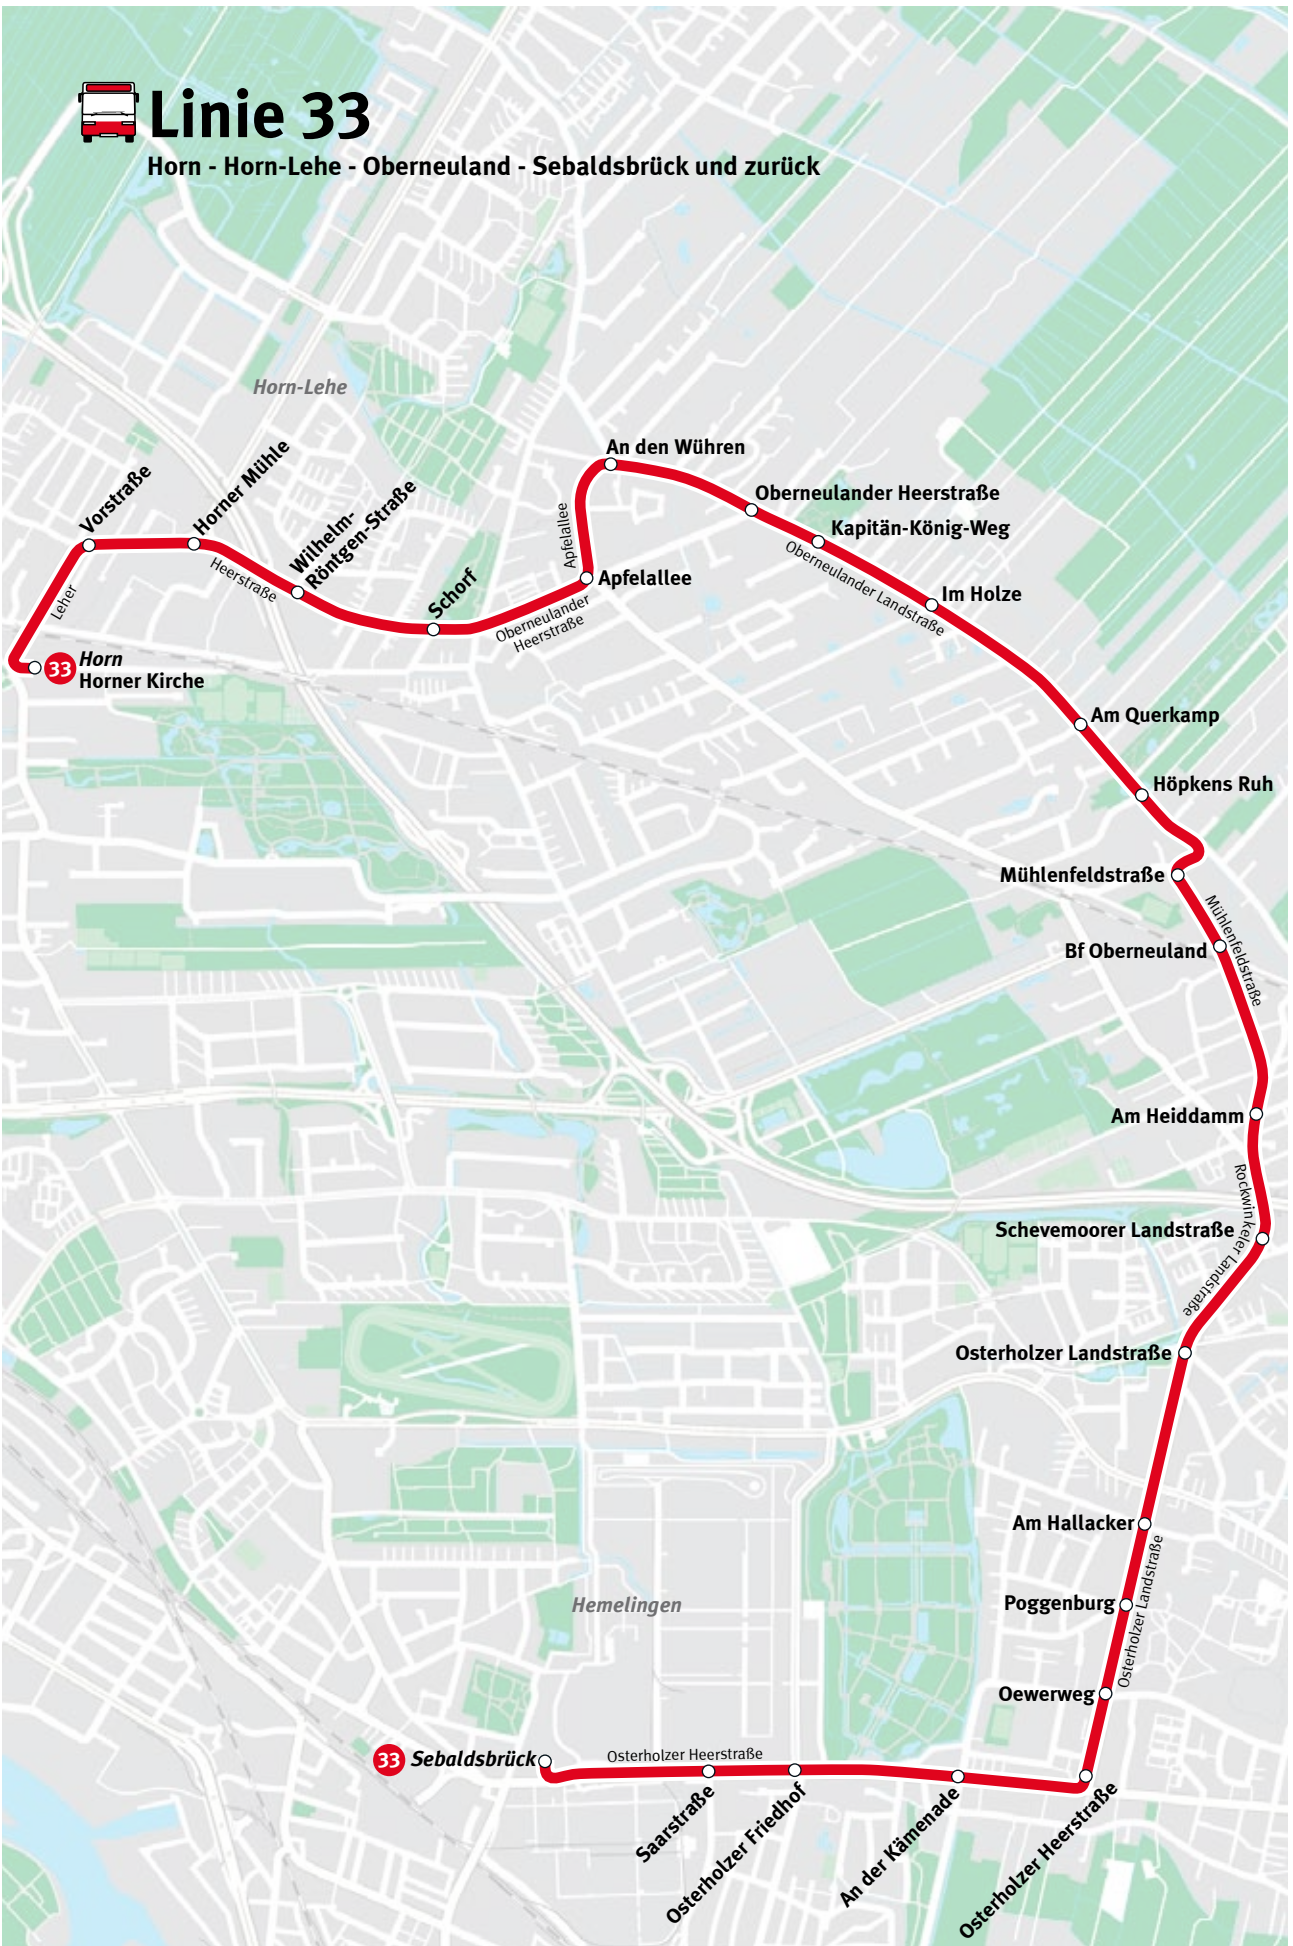 Linie 33
Horn - Horn-Lehe - Oberneuland - Sebaldsbrück und zurück
Horn-Lehe
An den Wühren
Vorstraße
Horner Mühle
Wilhelm-
Röntgen-Straße
Oberneulander Heerstraße
Kapitän-König-Weg
Apfelallee
Oberneulander Landstraße
Heerstraße
Schorf
Apfelallee
Im Holze
Leher
Oberneulander
Heerstraße
33
Horn
Horner Kirche
Am Querkamp
Höpkens Ruh
Mühlenfeldstraße
Mühlenfeldstraße
Bf Oberneuland
Am Heiddamm
Rockwinkeler Landstraße
Schevemoorer Landstraße
Osterholzer Landstraße
Am Hallacker
Osterholzer Landstraße
Poggenburg
Hemelingen
Oewerweg
33
Sebaldsbrück
Osterholzer Heerstraße
Saarstraße
Osterholzer Friedhof
An der Kämenade
Osterholzer Heerstraße